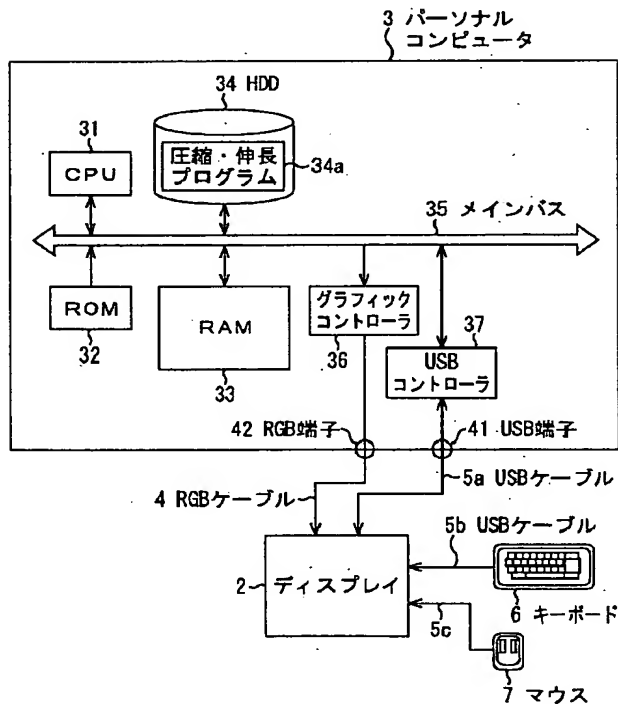 3 パーソナル
コンピュータ
34 HDD
31
圧縮・伸長
プログラム
34a
CPU
35 メインバス
ROM
32
RAM
33
グラフィック
コントローラ
36
37
USB
コントローラ
42 RGB端子
41 USB端子
5a USBケーブル
4 RGBケーブル
5b USBケーブル
2
ディスプレイ
6 キーボード
5c
7 マウス